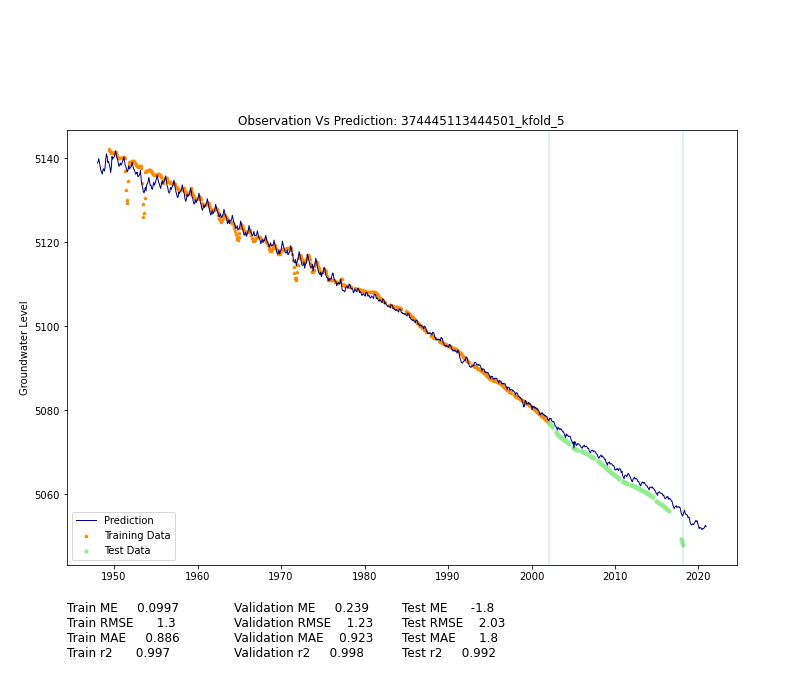 Observation Vs Prediction: 374445113444501_kfold_5
5140
5120
5100
5080
5060
Groundwater Level
Prediction
Training Data
Test Data
1950 1960 1970 1980 1990 2000 2010 2020
Train ME 0.0997 Validation ME 0.239 Test ME -1.8
Train RMSE 1.3 Validation RMSE 1.23 Test RMSE 2.03
Train MAE 0.886 Validation MAE 0.923 Test MAE 1.8
Train r2 0.997 Validation r2 0.998 Test r2 0.992